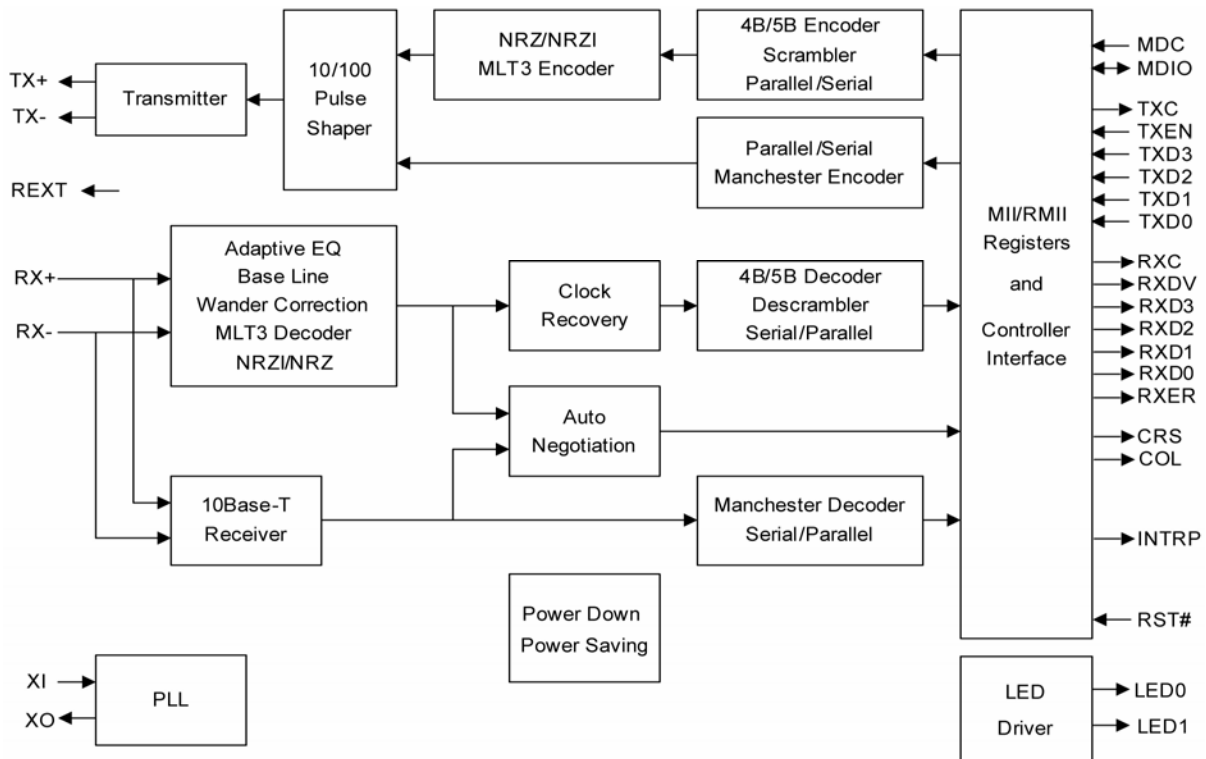 TX+
TX-
REXT
Transmitter
10/100
Pulse
Shaper
NRZ/NRZI
MLT3 Encoder
4B/5B Encoder
Scrambler
Parallel/Serial
Parallel/Serial
Manchester Encoder
RX+
RX-
Adaptive EQ
Base Line
Wander Correction
MLT3 Decoder
NRZI/NRZ
Clock
Recovery
4B/5B Decoder
Descrambler
Serial/Parallel
Auto
Negotiation
10Base-T
Receiver
Manchester Decoder
Serial/Parallel
Power Down
Power Saving
XI
XO
PLL
MII/RMII
Registers
and
Controller
Interface
MDC
MDIO
TXC
TXEN
TXD3
TXD2
TXD1
TXD0
RXC
RXDV
RXD3
RXD2
RXD1
RXD0
RXER
CRS
COL
INTRP
RST#
LED
Driver
LED0
LED1